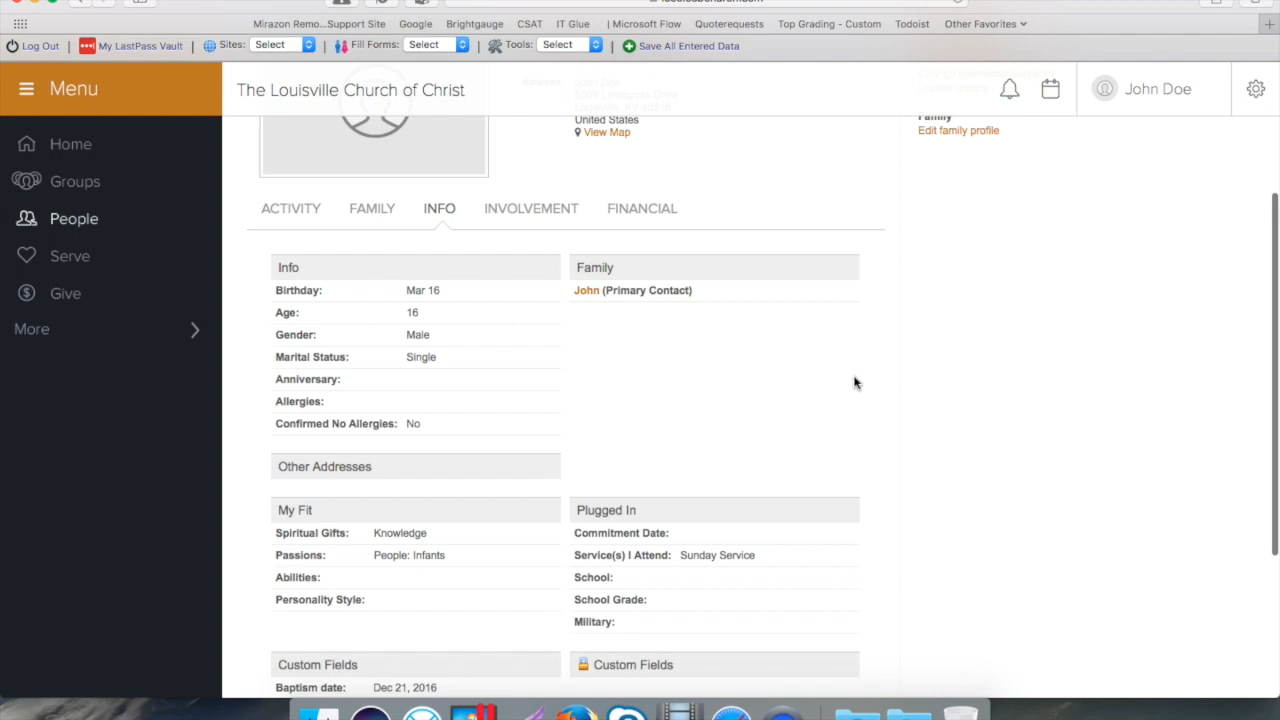 Mirazon Remo...Support Site Google Brightgauge CSAT IT Glue | Microsoft Flow Quoterequests Top Grading - Custom Todoist Other Favorites
Log Out | My LastPass Vault | Sites: Select Fill Forms: Select Tools: Select Save All Entered Data
Menu
The Louisville Church of Christ
John Doe
Address:
John Doe
Louisville, KY 40218
United States
View Map
Family
Edit family profile
Home
Groups
People
Serve
Give
More
ACTIVITY FAMILY INFO INVOLVEMENT FINANCIAL
Info
Birthday: Mar 16
Age: 16
Gender: Male
Marital Status: Single
Anniversary:
Allergies:
Confirmed No Allergies: No
Family
John (Primary Contact)
Other Addresses
My Fit
Spiritual Gifts: Knowledge
Passions: People: Infants
Abilities:
Personality Style:
Plugged In
Commitment Date:
Service(s) I Attend: Sunday Service
School:
School Grade:
Military:
Custom Fields
Baptism date: Dec 21, 2016
Custom Fields